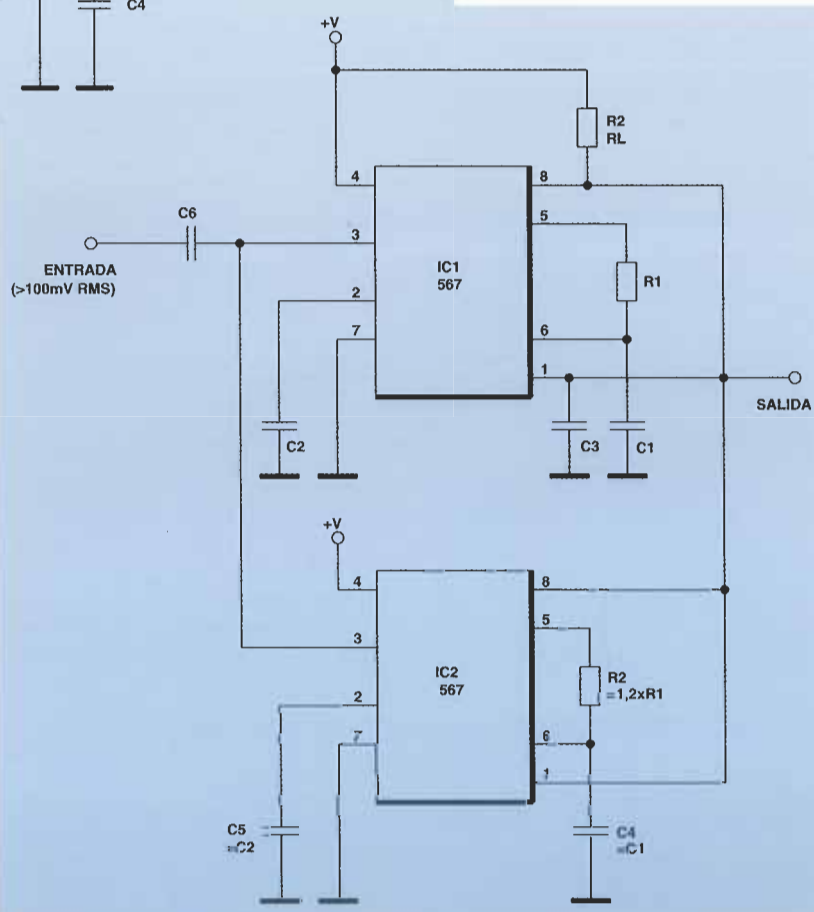 C4
+V
R2
RL
4
8
C6
5
3
ENTRADA
(>100mV RMS)
IC1
567
R1
2
7
6
1
SALIDA
C2
C3
C1
+V
4
8
5
3
IC2
567
R2
=1,2xR1
2
7
6
1
C5
=C2
C4
=C1